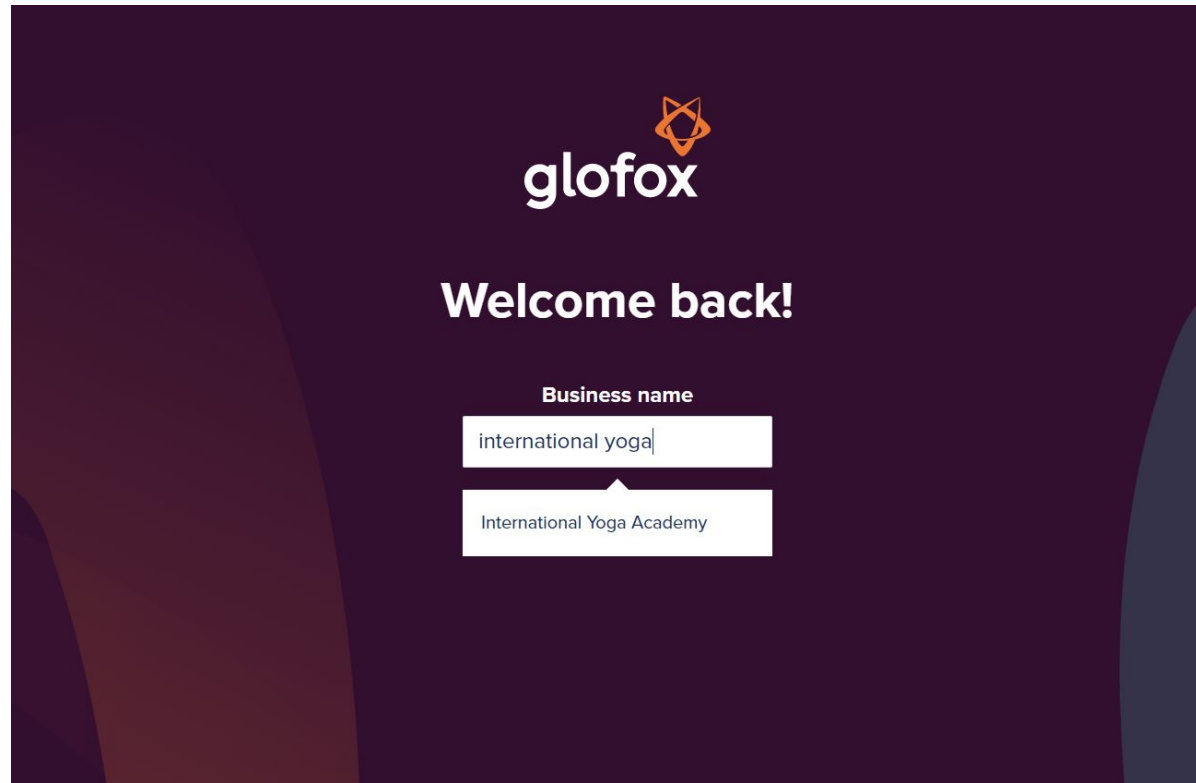 glofox
Welcome back!
Business name
international yoga
International Yoga Academy